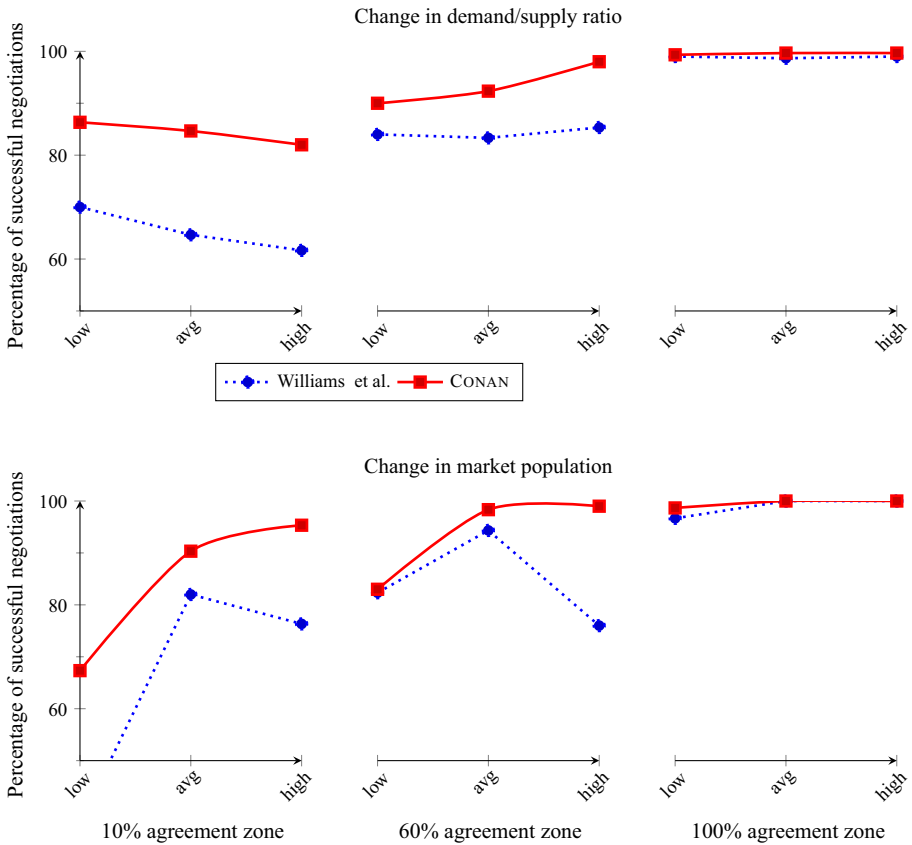 Change in demand/supply ratio
Percentage of successful negotiations
100
80
60
low avg high
low avg high
low avg high
Williams et al. CONAN
Change in market population
Percentage of successful negotiations
100
80
60
low avg high
low avg high
low avg high
10% agreement zone
60% agreement zone
100% agreement zone